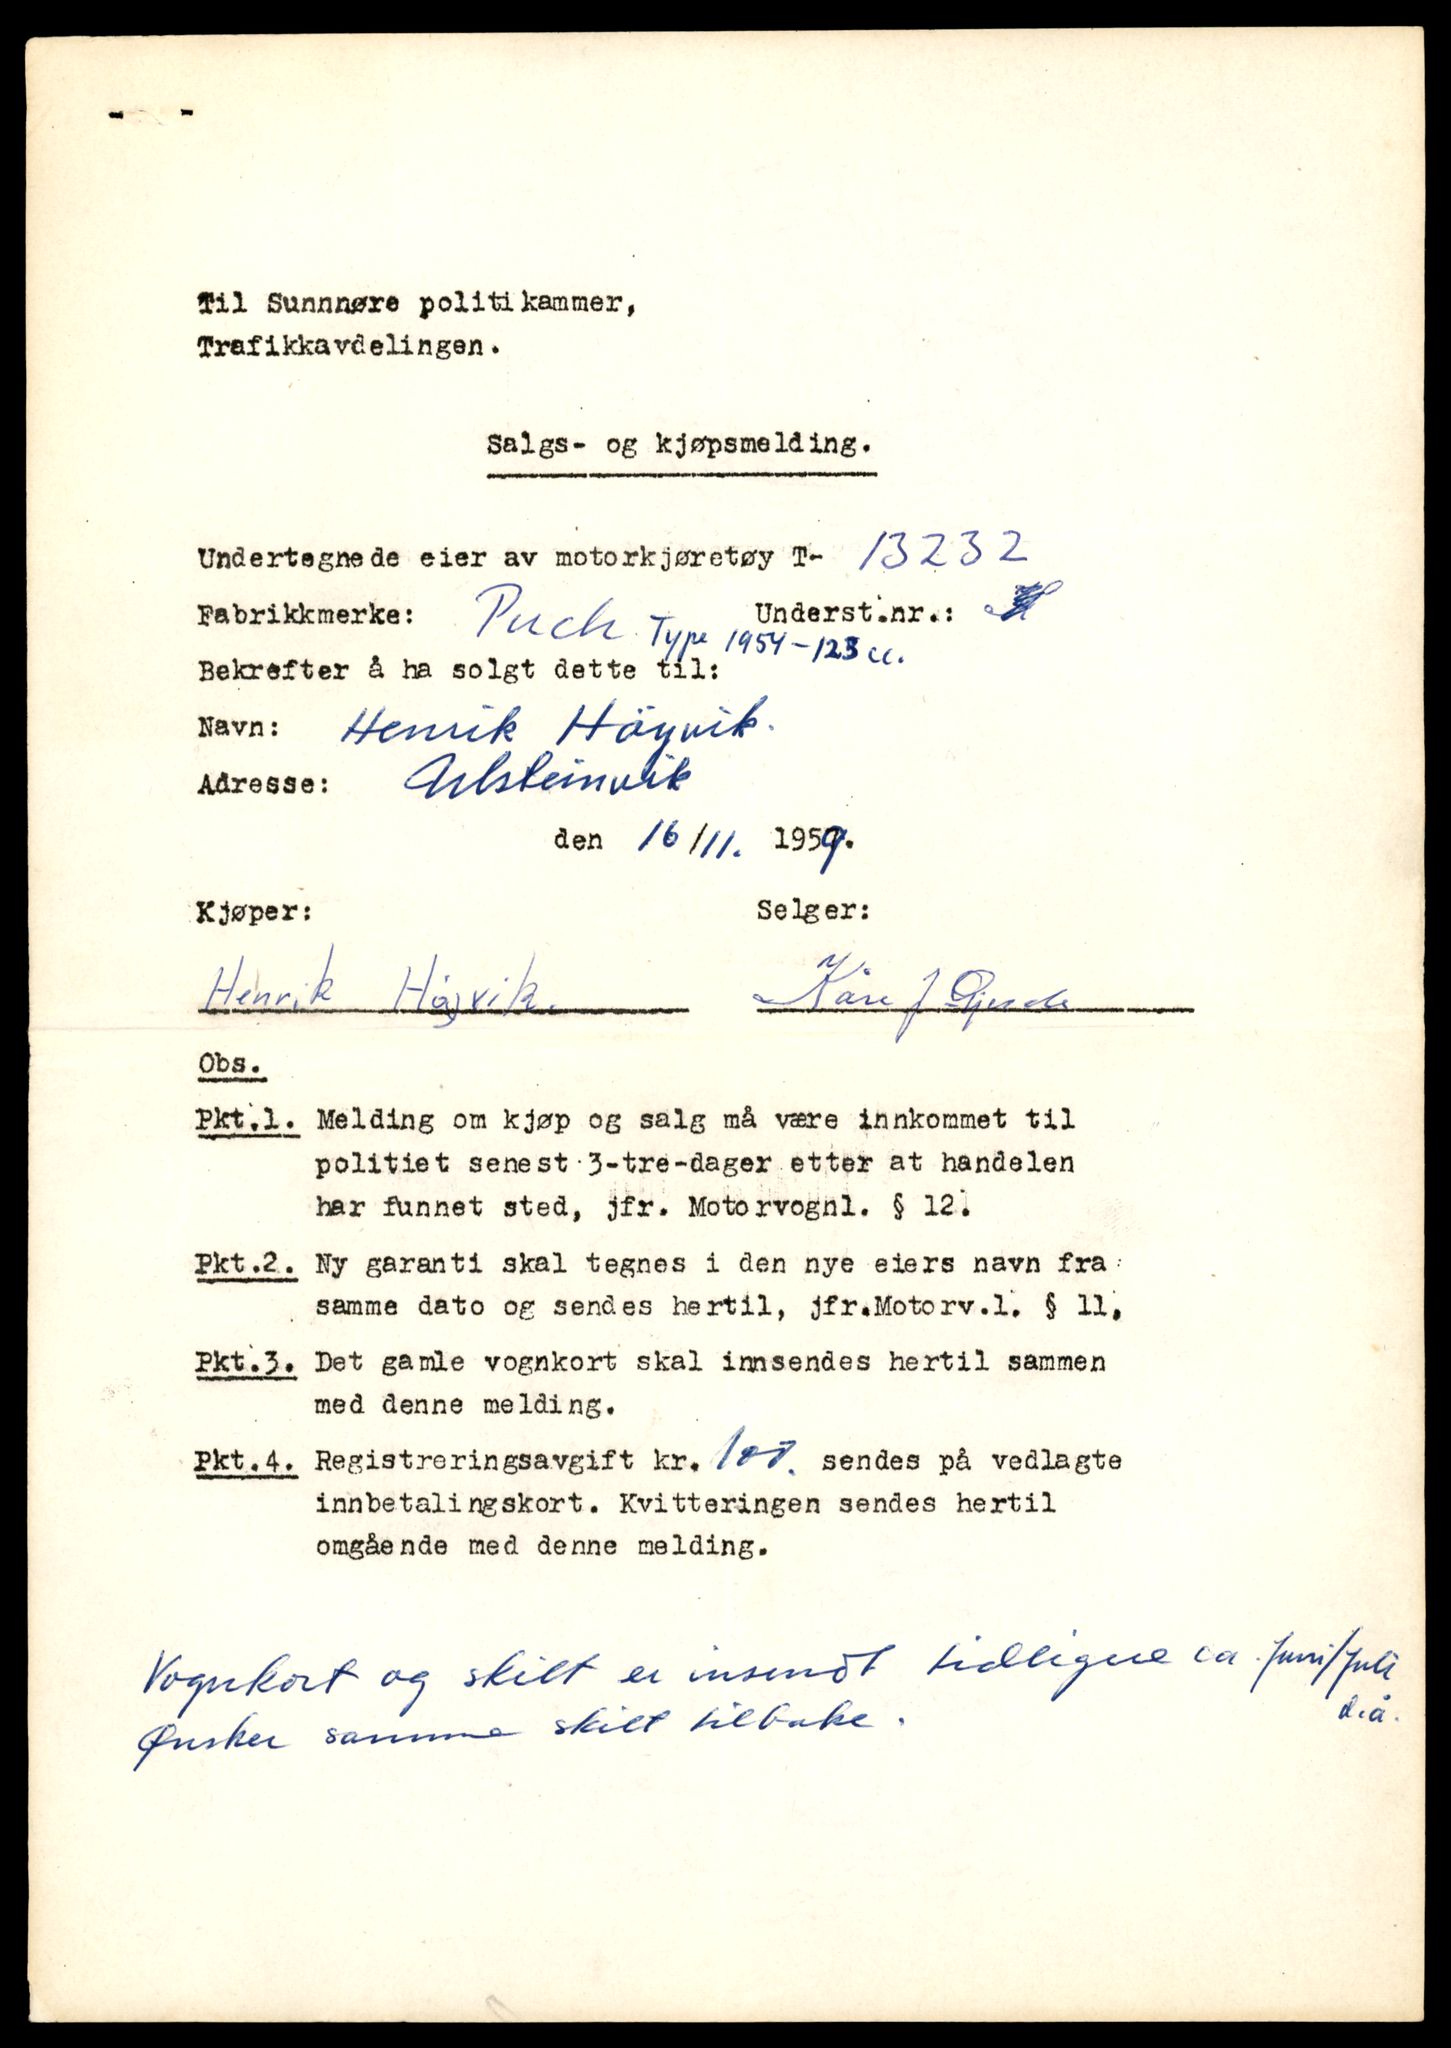 Til Sunnnøre politikammer,
Trafikkavdelingen.
Salgs- og kjøpsmelding.
Undertegnede eier av motorkjøretøy T- 13232
Fabrikkmerke: Puch Type 1954-123 cc. Underst.nr.:
Bekrefter å ha solgt dette til:
Navn: Henrik Höyvik.
Adresse: Ulsteinvik
den 16/11. 1959.
Kjøper: Selger:
Henrik Höyvik. Kåre J
Obs.
Pkt.1. Melding om kjøp og salg må være innkommet til
politiet senest 3-tre-dager etter at handelen
har funnet sted, jfr. Motorvognl. § 12.
Pkt.2. Ny garanti skal tegnes i den nye eiers navn fra
samme dato og sendes hertil, jfr.Motorv.l. § 11.
Pkt.3. Det gamle vognkort skal innsendes hertil sammen
med denne melding.
Pkt.4. Registreringsavgift kr. 100. sendes på vedlagte
innbetalingskort. Kvitteringen sendes hertil
omgående med denne melding.
Vognkort og skilt er insendt tidligere ca. Juni/Juli
d.å.
Ønsker samme skilt tilbake.